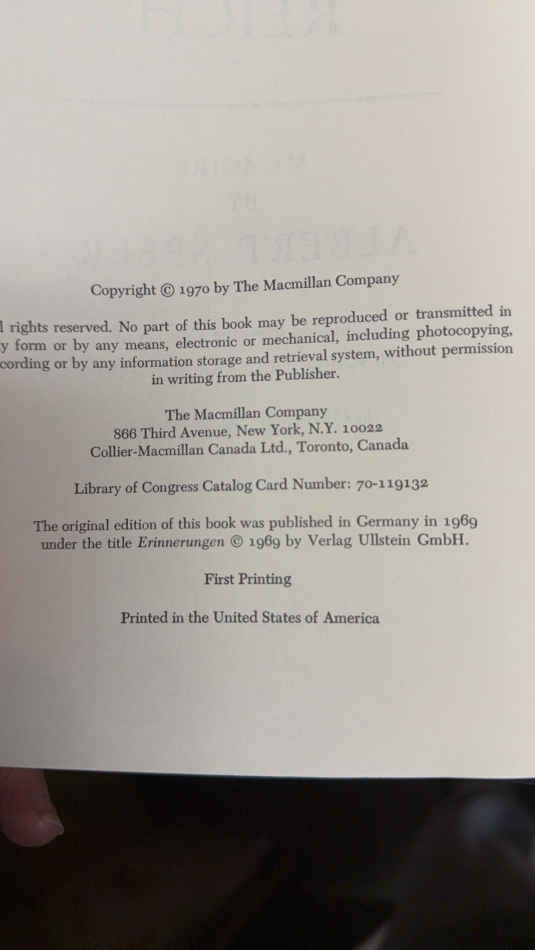 Copyright © 1970 by The Macmillan Company
rights reserved. No part of this book may be reproduced or transmitted in
form or by any means, electronic or mechanical, including photocopying,
or by any information storage and retrieval system, without permission
in writing from the Publisher.
The Macmillan Company
866 Third Avenue, New York, N.Y. 10022
Collier-Macmillan Canada Ltd., Toronto, Canada
Library of Congress Catalog Card Number: 70-119132
The original edition of this book was published in Germany in 1969
under the title Erinnerungen © 1969 by Verlag Ullstein GmbH.
First Printing
Printed in the United States of America